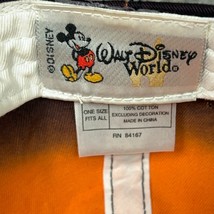 ©DISNEY
WALT DISNEY
World
ONE SIZE
FITS ALL
100% COTTON
EXCLUDING DECORATION
MADE IN CHINA
RN 84167